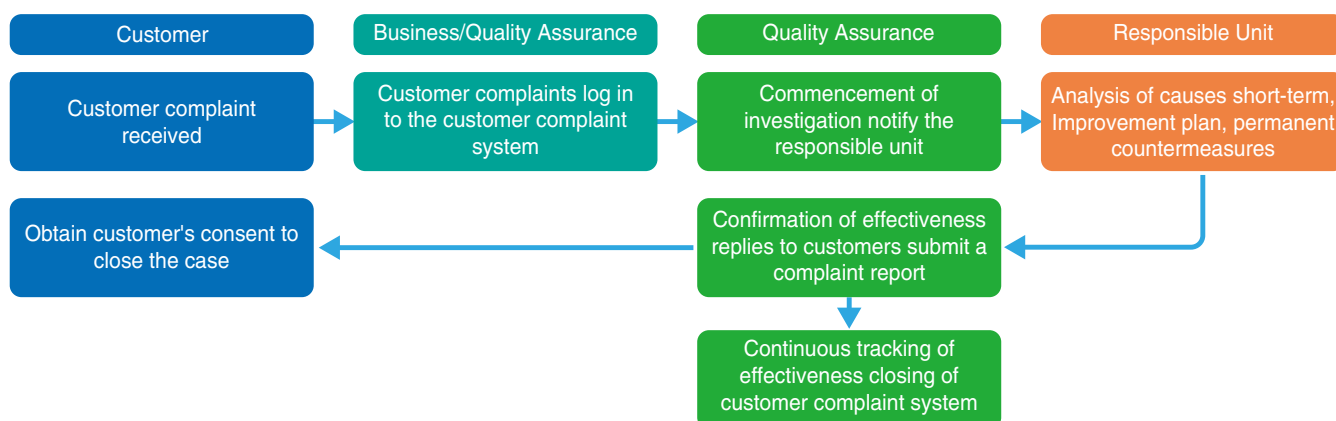 Customer
Business/Quality Assurance
Quality Assurance
Responsible Unit
Customer complaint
received
Customer complaints log in
to the customer complaint
system
Commencement of
investigation notify the
responsible unit
Analysis of causes short-term,
Improvement plan, permanent
countermeasures
Obtain customer's consent to
close the case
Confirmation of effectiveness
replies to customers submit a
complaint report
Continuous tracking of
effectiveness closing of
customer complaint system